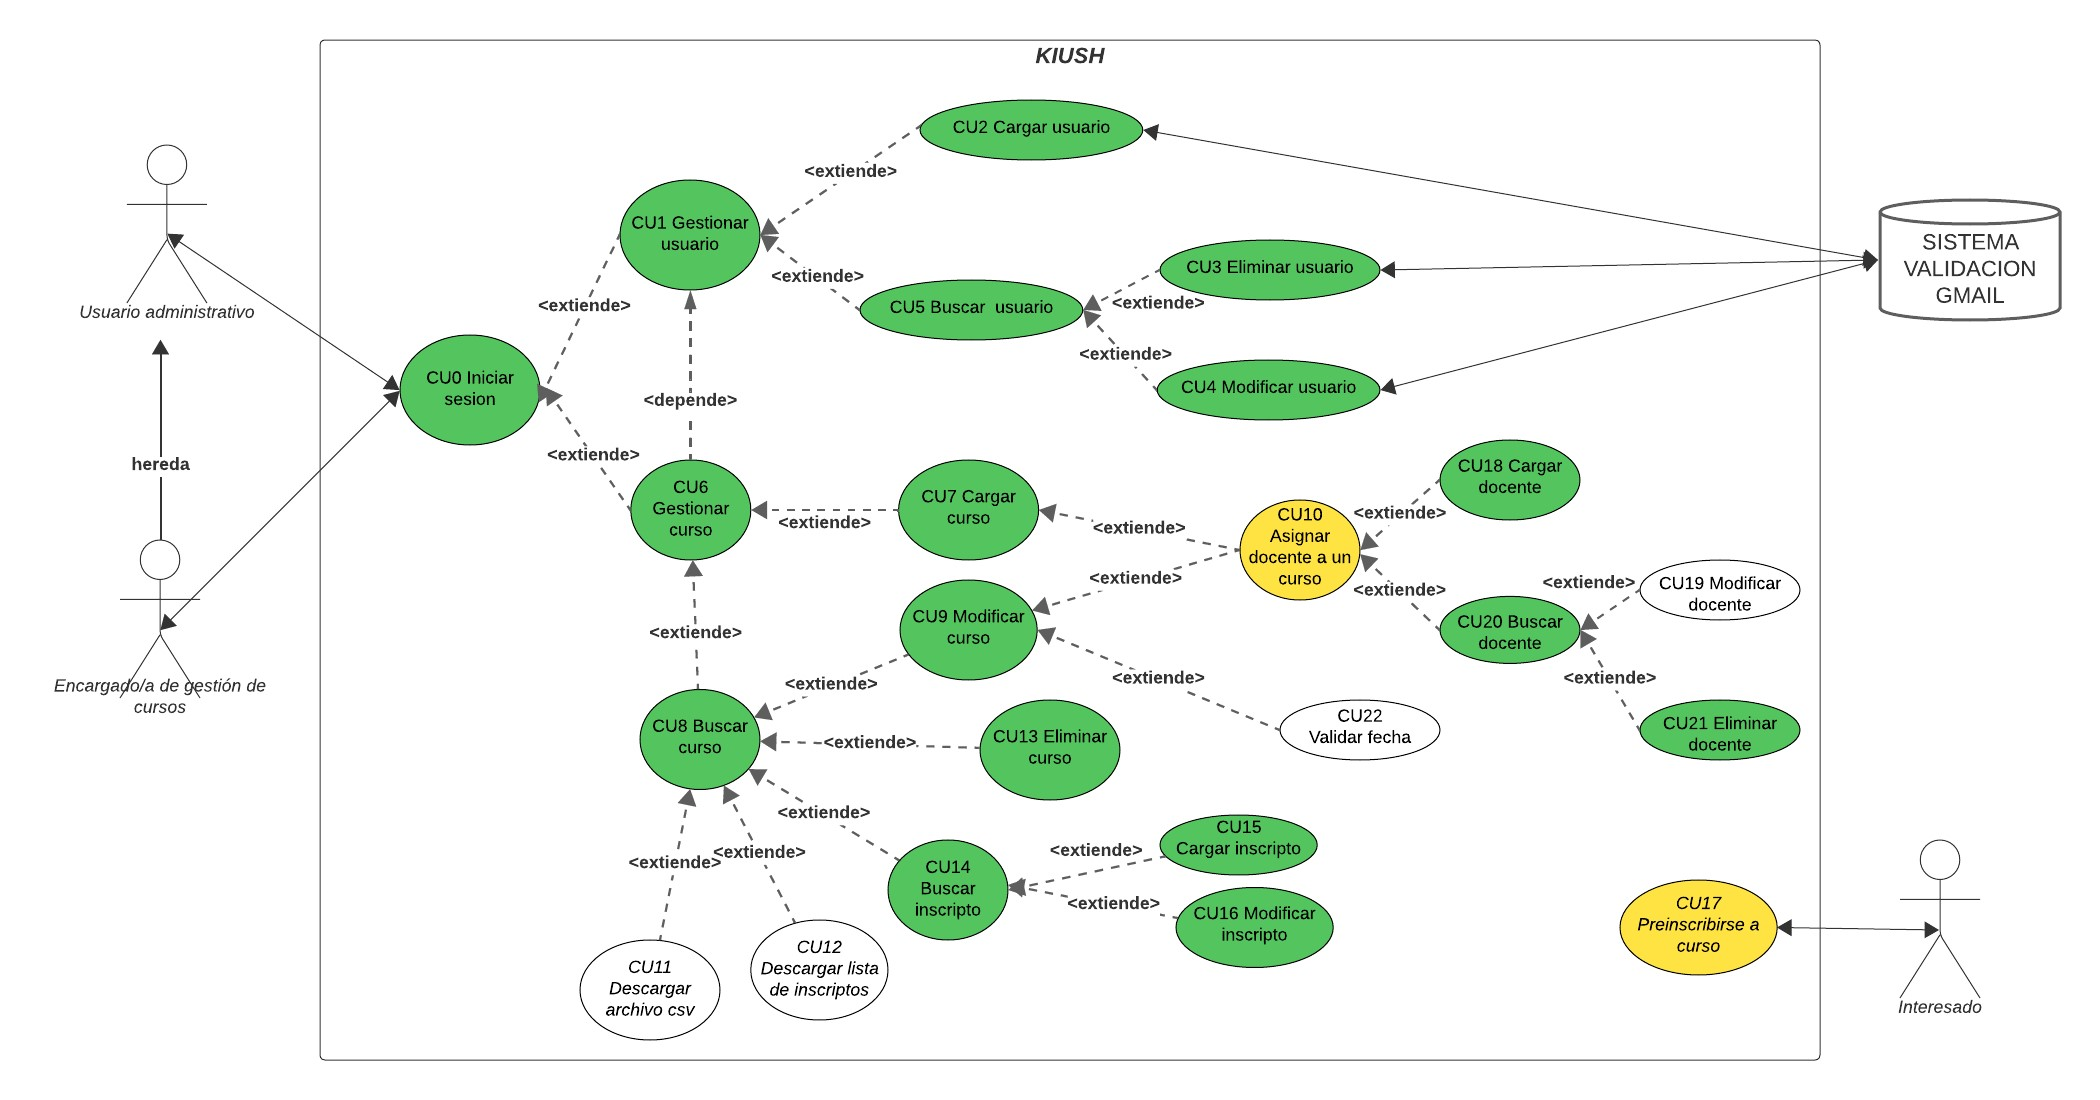 KIUSH
CU2 Cargar usuario
<extiende>
CU1 Gestionar
usuario
<extiende>
CU3 Eliminar usuario
<extiende>
CU5 Buscar  usuario
<extiende>
CU4 Modificar usuario
SISTEMA
VALIDACION
GMAIL
Usuario administrativo
<extiende>
CU0 Iniciar
sesion
<depende>
hereda
<extiende>
CU6
Gestionar
curso
<extiende>
CU7 Cargar
curso
<extiende>
CU10
Asignar
docente a un
curso
<extiende>
CU18 Cargar
docente
<extiende>
<extiende>
CU9 Modificar
curso
<extiende>
CU20 Buscar
docente
<extiende>
CU19 Modificar
docente
<extiende>
CU21 Eliminar
docente
Encargado/a de gestión de
cursos
<extiende>
<extiende>
CU22
Validar fecha
CU8 Buscar
curso
<extiende>
CU13 Eliminar
curso
<extiende>
<extiende>
<extiende>
CU14
Buscar
inscripto
<extiende>
CU15
Cargar inscripto
<extiende>
CU16 Modificar
inscripto
CU11
Descargar
archivo csv
CU12
Descargar lista
de inscriptos
CU17
Preinscribirse a
curso
Interesado